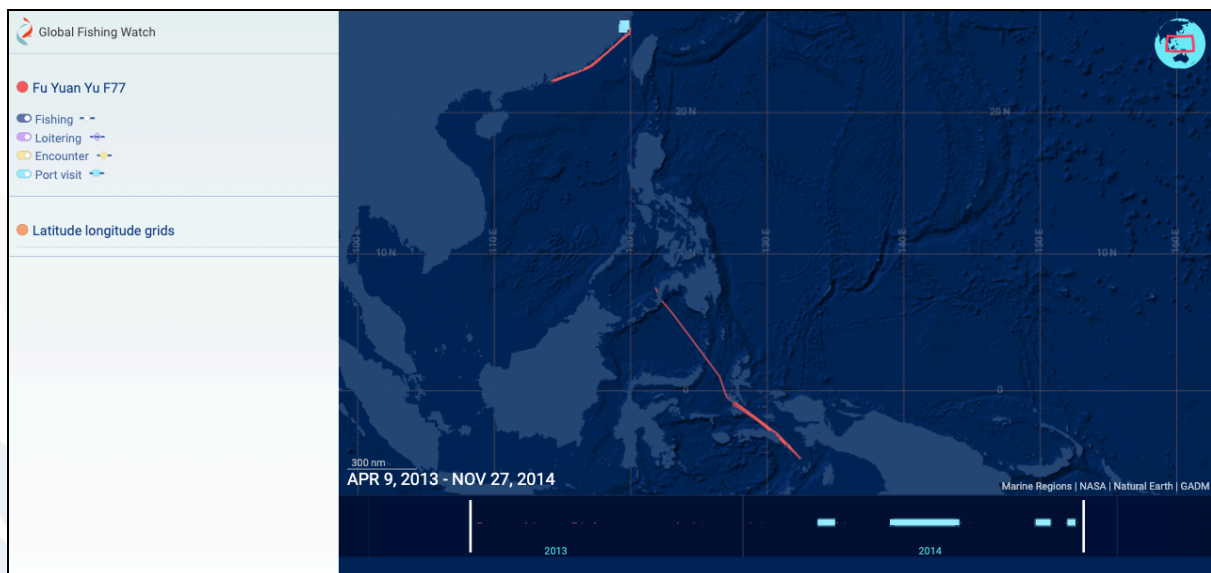 Global Fishing Watch
Fu Yuan Yu F77
Fishing
Loitering
Encounter
Port visit
Latitude longitude grids
20 N
20 N
100 E
110 E
130 E
140 E
150 E
160 E
10 N
10 N
0
0
300 nm
APR 9, 2013 - NOV 27, 2014
Marine Regions | NASA | Natural Earth | GADM
2013
2014